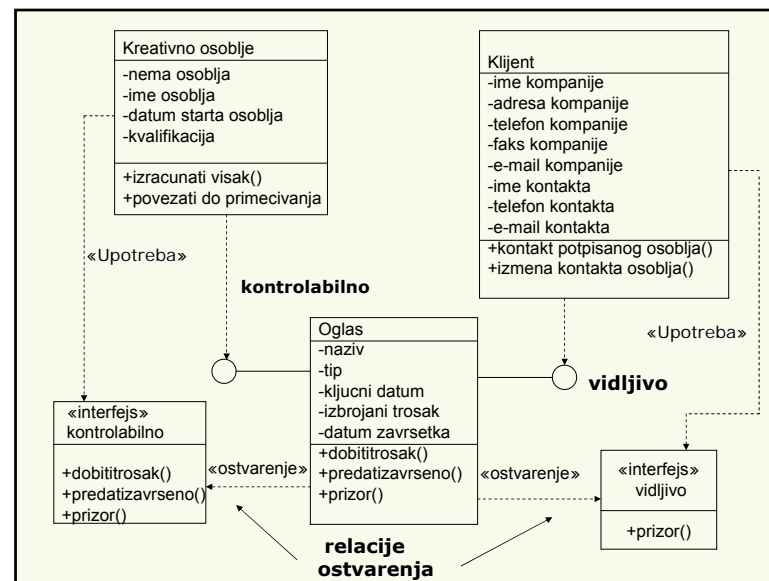 Kreativno osoblje
-nema osoblja
-ime osoblja
-datum starta osoblja
-kvalifikacija
+izracunati visak()
+povezati do primecivanja
Klijent
-ime kompanije
-adresa kompanije
-telefon kompanije
-faks kompanije
-e-mail kompanije
-ime kontakta
-telefon kontakta
-e-mail kontakta
+kontakt potpisanog osoblja()
+izmena kontakta osoblja()
«Upotreba»
kontrolabilno
«Upotreba»
Oglas
-naziv
-tip
-kljucni datum
-izbrojani trosak
-datum zavrsetka
+dobititrosak()
+predatizavrseno()
+prizor()
vidljivo
«interfejs»
kontrolabilno
+dobititrosak()
+predatizavrseno()
+prizor()
«ostvarenje»
«ostvarenje»
«interfejs»
vidljivo
+prizor()
relacije
ostvarenja